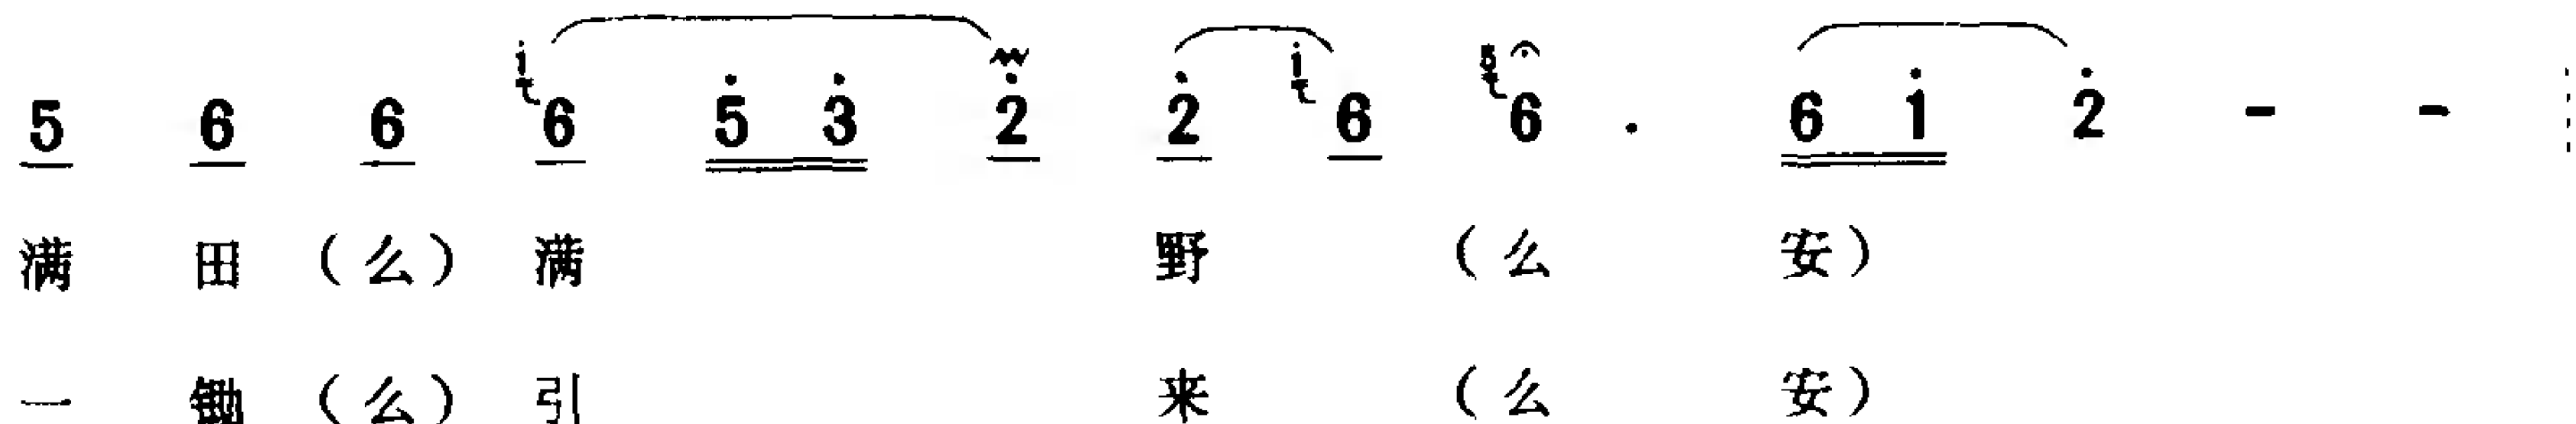 5 6 6 i 6 5̇ 3̇ 2̇ 2̇ i 6 5 6 . 6 i̇ 2̇ - -
满 田 （么） 满 野 （么 安）
一 锄 （么） 引 来 （么 安）